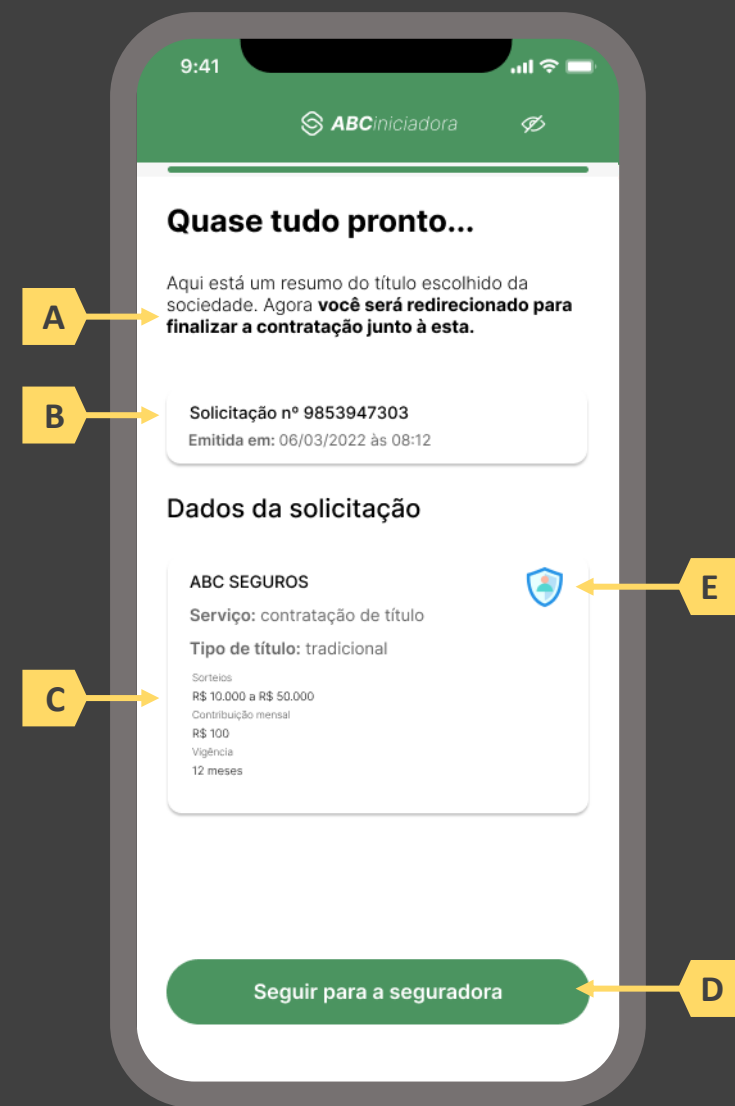 9:41
ABCiniciadora
Quase tudo pronto...
Aqui está um resumo do título escolhido da
sociedade. Agora você será redirecionado para
finalizar a contratação junto à esta.
A
B
Solicitação nº 9853947303
Emitida em: 06/03/2022 às 08:12
Dados da solicitação
ABC SEGUROS
E
Serviço: contratação de título
Tipo de título: tradicional
Sorteios
C
R$ 10.000 a R$ 50.000
Contribuição mensal
R$ 100
Vigência
12 meses
Seguir para a seguradora
D